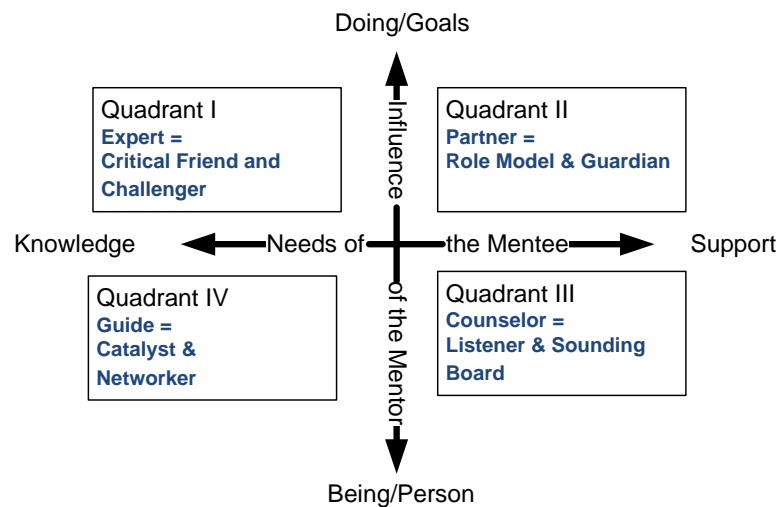 Doing/Goals
Quadrant I
Expert =
Critical Friend and
Challenger
Quadrant II
Partner =
Role Model & Guardian
Influence
of the Mentor
Knowledge
Needs of
the Mentee
Support
Quadrant IV
Guide =
Catalyst &
Networker
Quadrant III
Counselor =
Listener & Sounding
Board
Being/Person